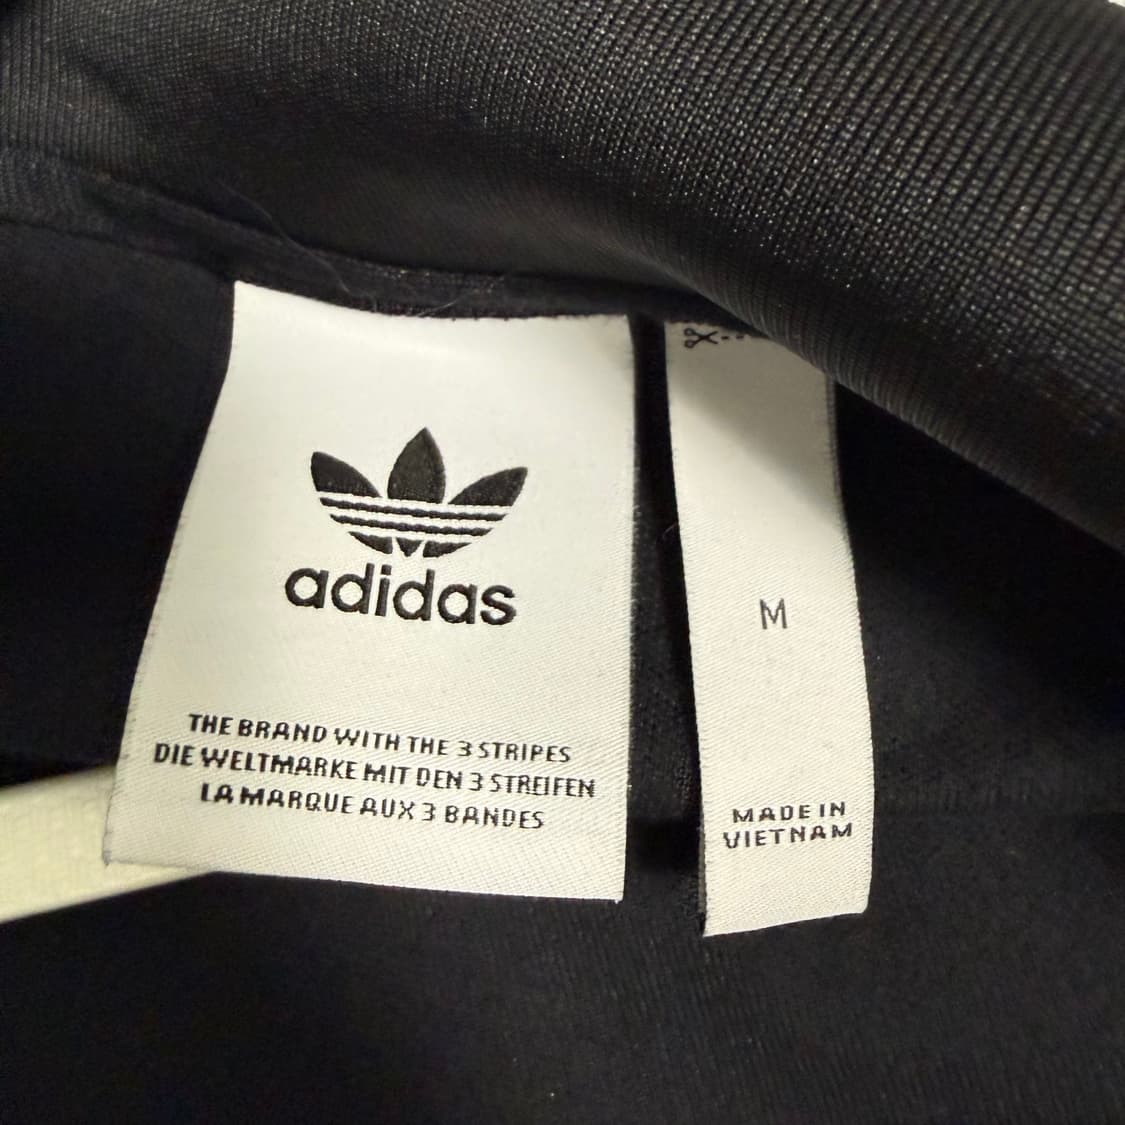 adidas
THE BRAND WITH THE 3 STRIPES
DIE WELTMARKE MIT DEN 3 STREIFEN
LA MARQUE AUX 3 BANDES
M
MADE IN
VIETNAM